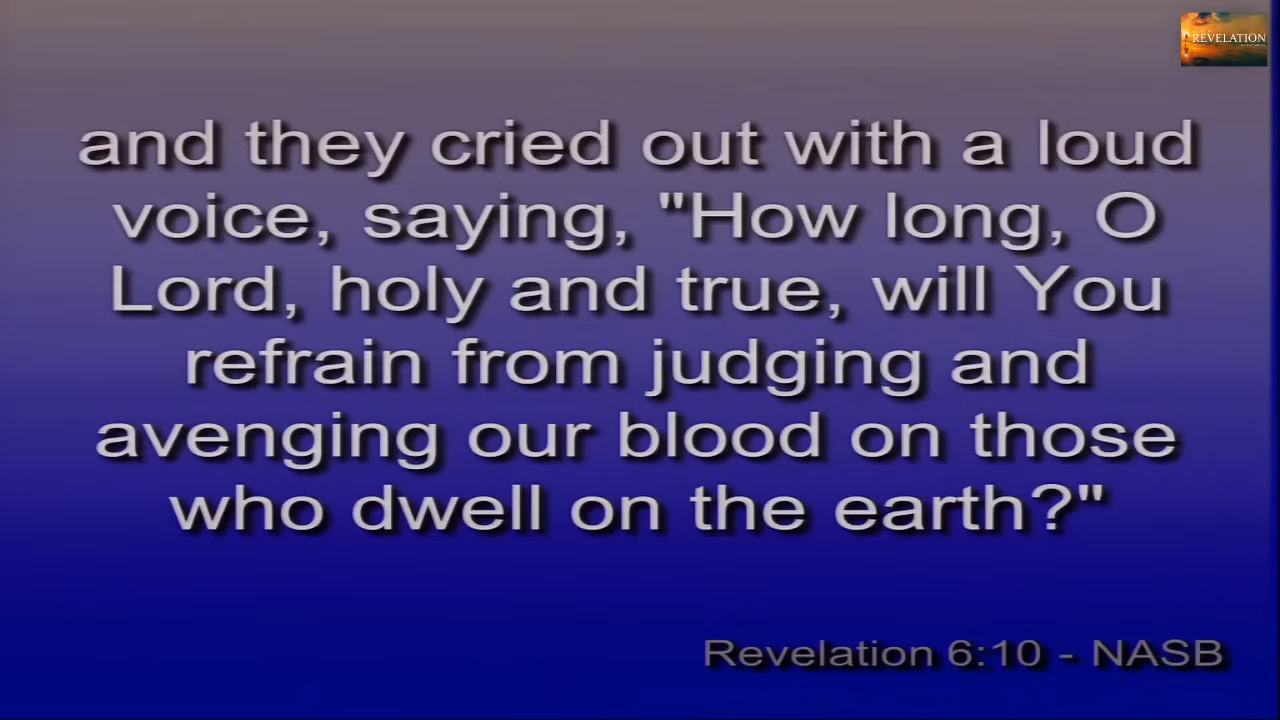 REVELATION
and they cried out with a loud
voice, saying, "How long, O
Lord, holy and true, will You
refrain from judging and
avenging our blood on those
who dwell on the earth?"
Revelation 6:10 - NASB